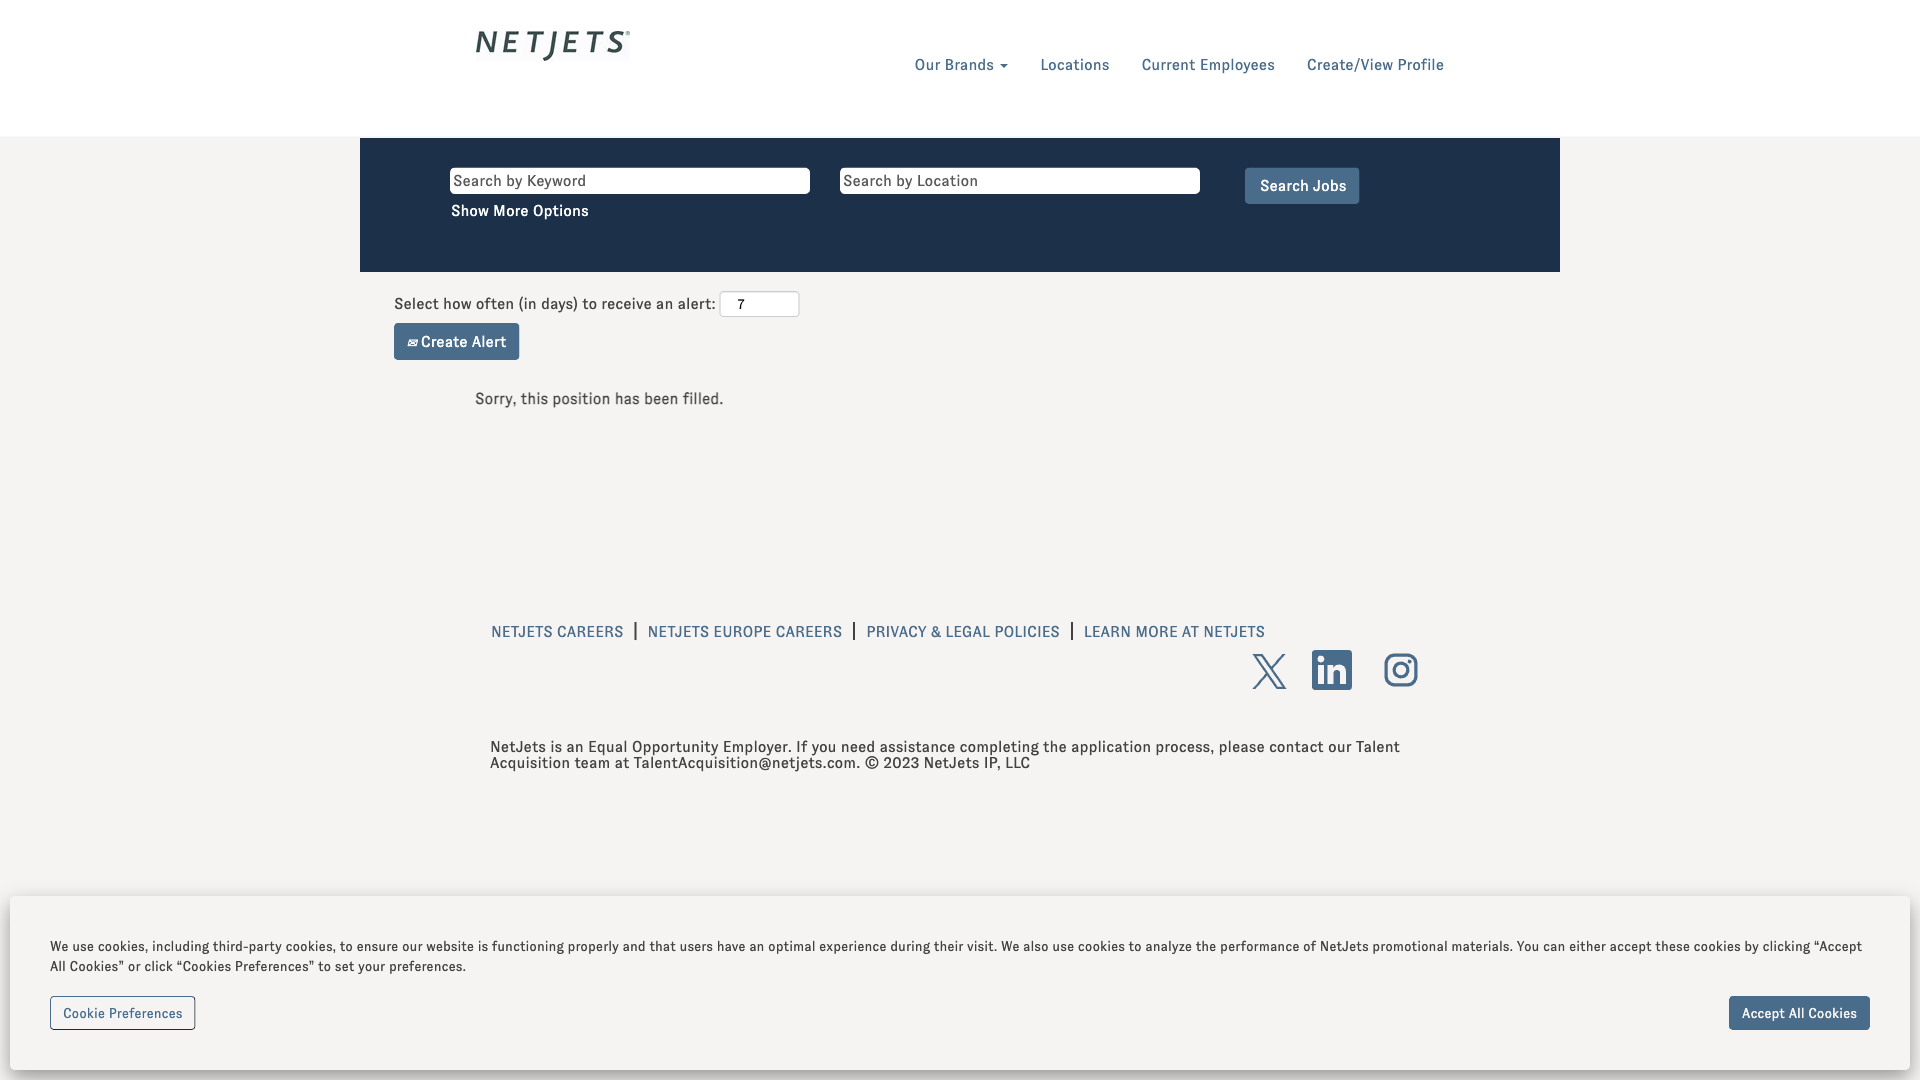 NETJETS®
Our Brands
Locations
Current Employees
Create/View Profile
Search by Keyword
Search by Location
Search Jobs
Show More Options
Select how often (in days) to receive an alert: 7
✉ Create Alert
Sorry, this position has been filled.
NETJETS CAREERS | NETJETS EUROPE CAREERS | PRIVACY & LEGAL POLICIES | LEARN MORE AT NETJETS
NetJets is an Equal Opportunity Employer. If you need assistance completing the application process, please contact our Talent
Acquisition team at TalentAcquisition@netjets.com. © 2023 NetJets IP, LLC
We use cookies, including third-party cookies, to ensure our website is functioning properly and that users have an optimal experience during their visit. We also use cookies to analyze the performance of NetJets promotional materials. You can either accept these cookies by clicking “Accept
All Cookies” or click “Cookies Preferences” to set your preferences.
Cookie Preferences
Accept All Cookies